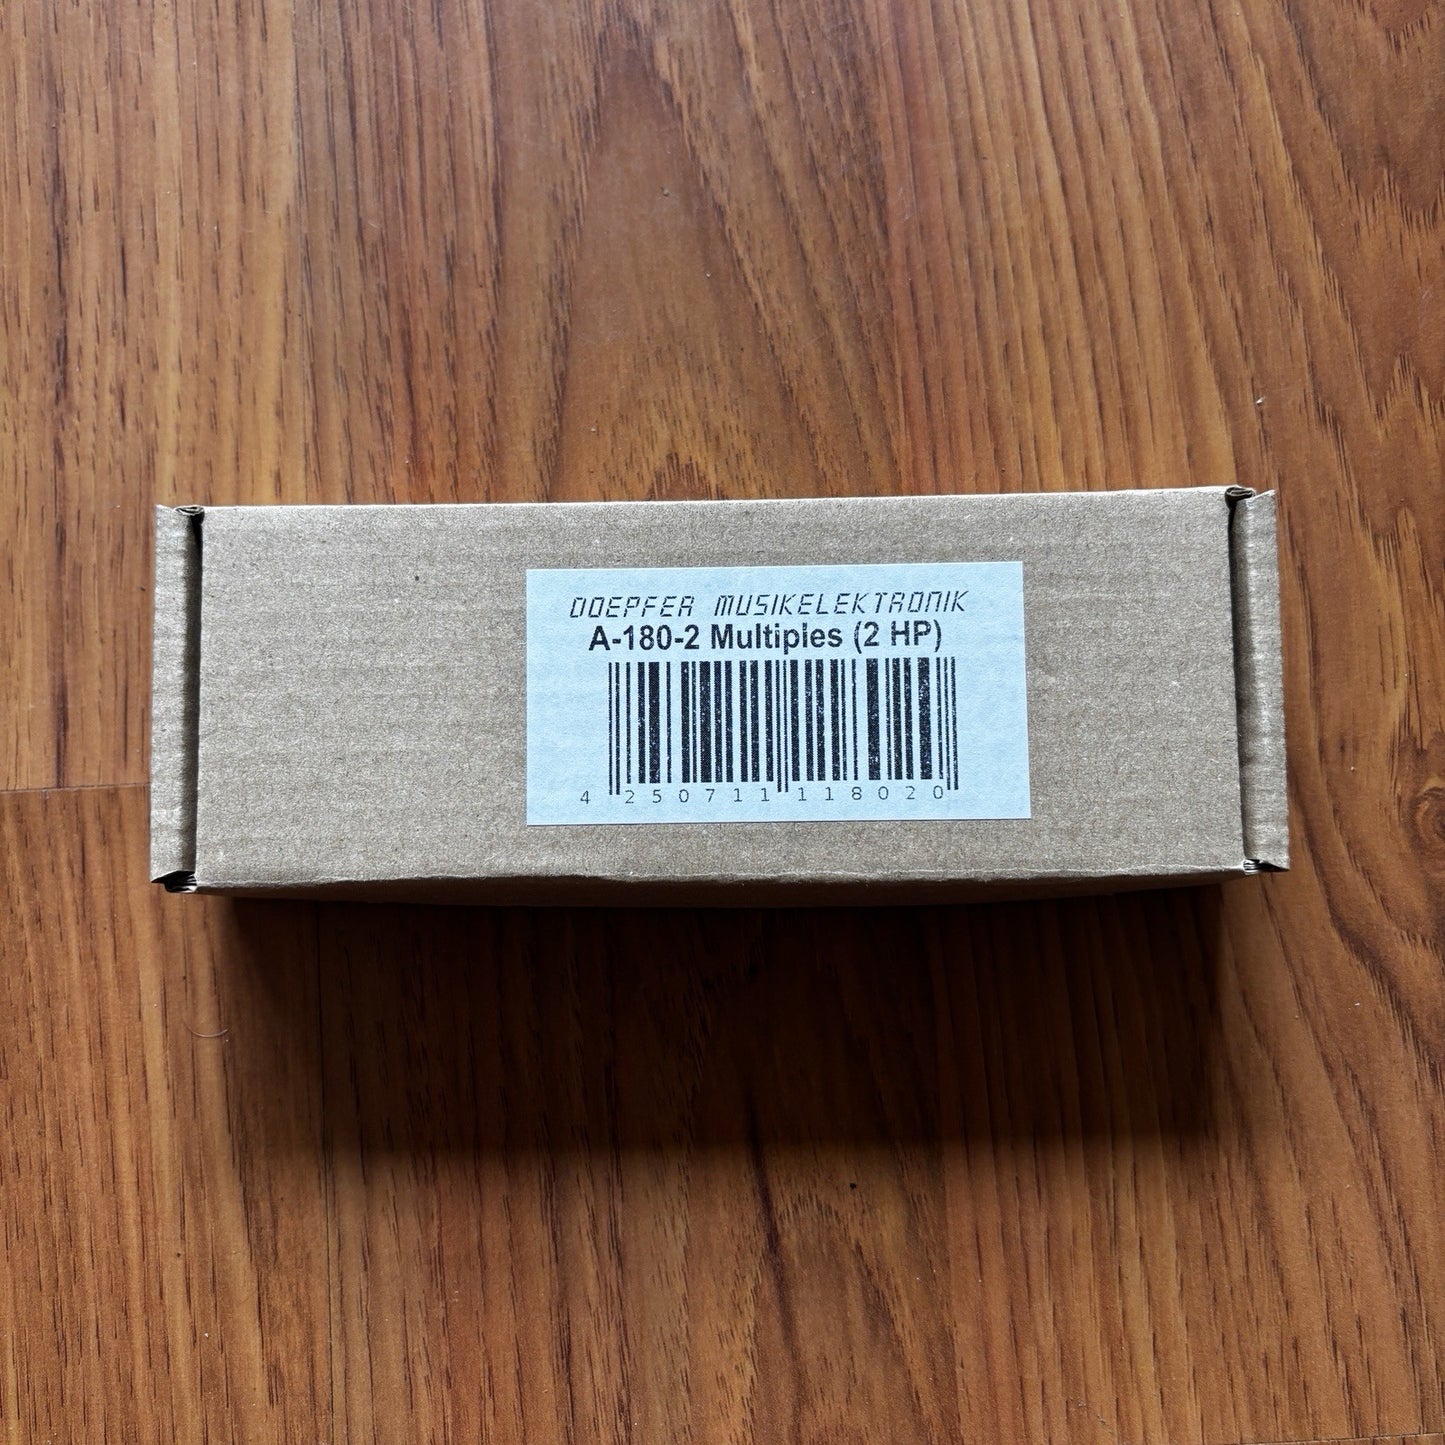 DOEPFER MUSIKELEKTRONIK
A-180-2 Multiples (2 HP)
4 250711 118020